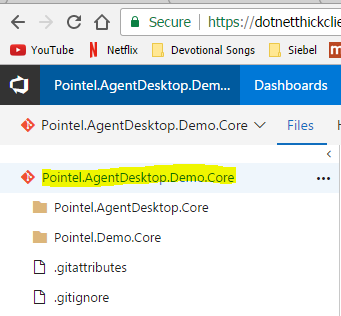 Secure https://dotnetthickclie
YouTube Netflix Devotional Songs Siebel
Pointel.AgentDesktop.Dem... Dashboards
Pointel.AgentDesktop.Demo.Core Files
Pointel.AgentDesktop.Demo.Core ...
Pointel.AgentDesktop.Core
Pointel.Demo.Core
.gitattributes
.gitignore